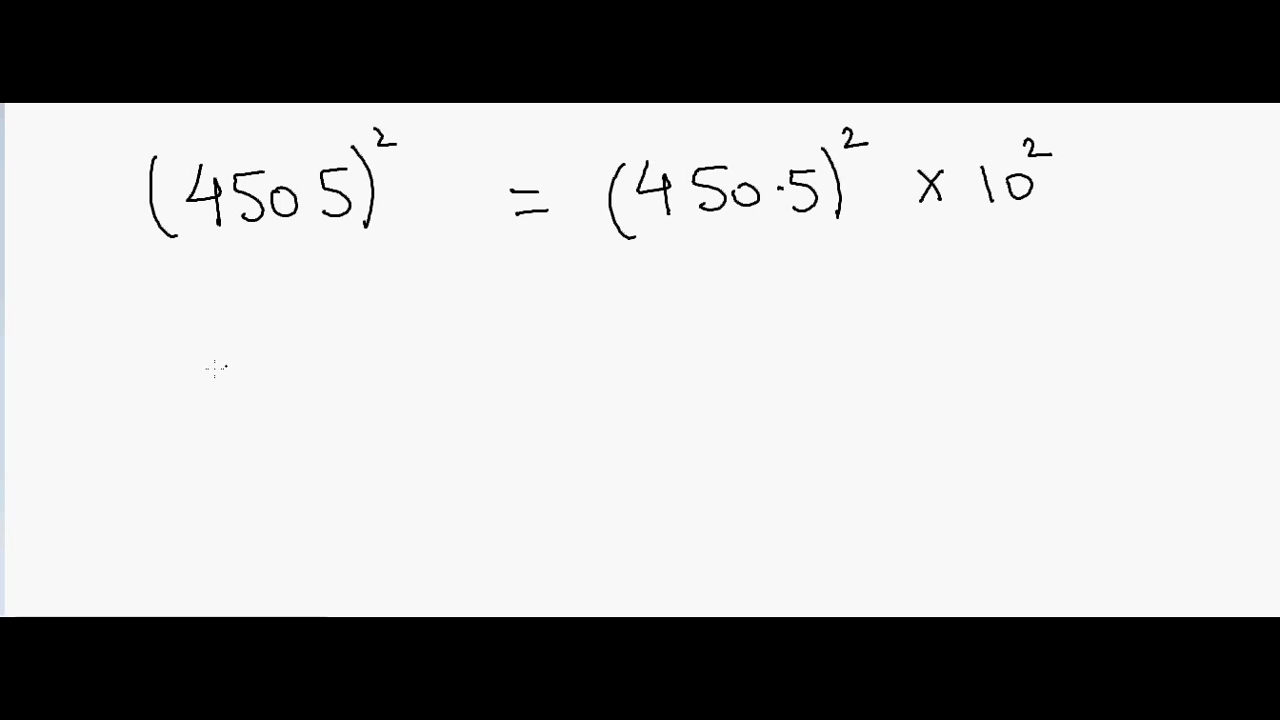 (4505)² = (450.5)² × 10²